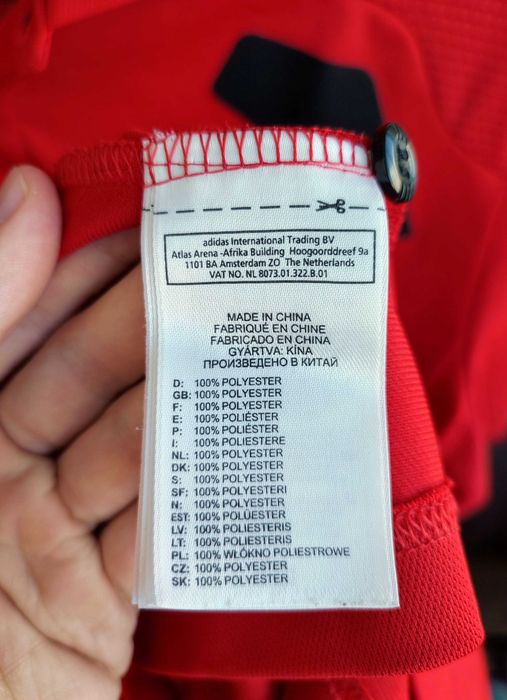 adidas International Trading BV
Atlas Arena -Afrika Building Hoogoorddreef 9a
1101 BA Amsterdam ZO The Netherlands
VAT NO. NL 8073.01.322.B.01
MADE IN CHINA
FABRIQUÉ EN CHINE
FABRICADO EN CHINA
GYÁRTVA: KÍNA
ПРОИЗВЕДЕНО В КИТАЙ
D: 100% POLYESTER
GB: 100% POLYESTER
F: 100% POLYESTER
E: 100% POLIÉSTER
P: 100% POLIÉSTER
I: 100% POLIESTERE
NL: 100% POLYESTER
DK: 100% POLYESTER
S: 100% POLYESTER
SF: 100% POLYESTERI
N: 100% POLYESTER
EST: 100% POLÜESTER
LV: 100% POLIESTERIS
LT: 100% POLIESTERIS
PL: 100% WŁÓKNO POLIESTROWE
CZ: 100% POLYESTER
SK: 100% POLYESTER